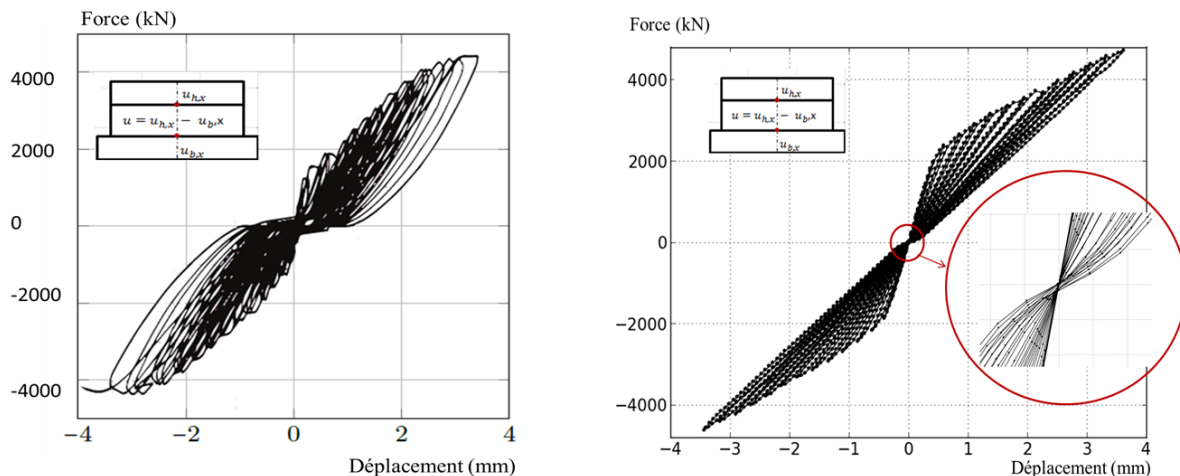 Force (kN)
4000
2000
0
-2000
-4000
−4
−2
0
2
4
Déplacement (mm)
u_{h,x}
u = u_{h,x} − u_{b},x
u_{b,x}
Force (kN)
4000
2000
0
−2000
−4000
−4
−3
−2
−1
0
1
2
3
4
Déplacement (mm)
u_{h,x}
u = u_{h,x} − u_{b},x
u_{b,x}